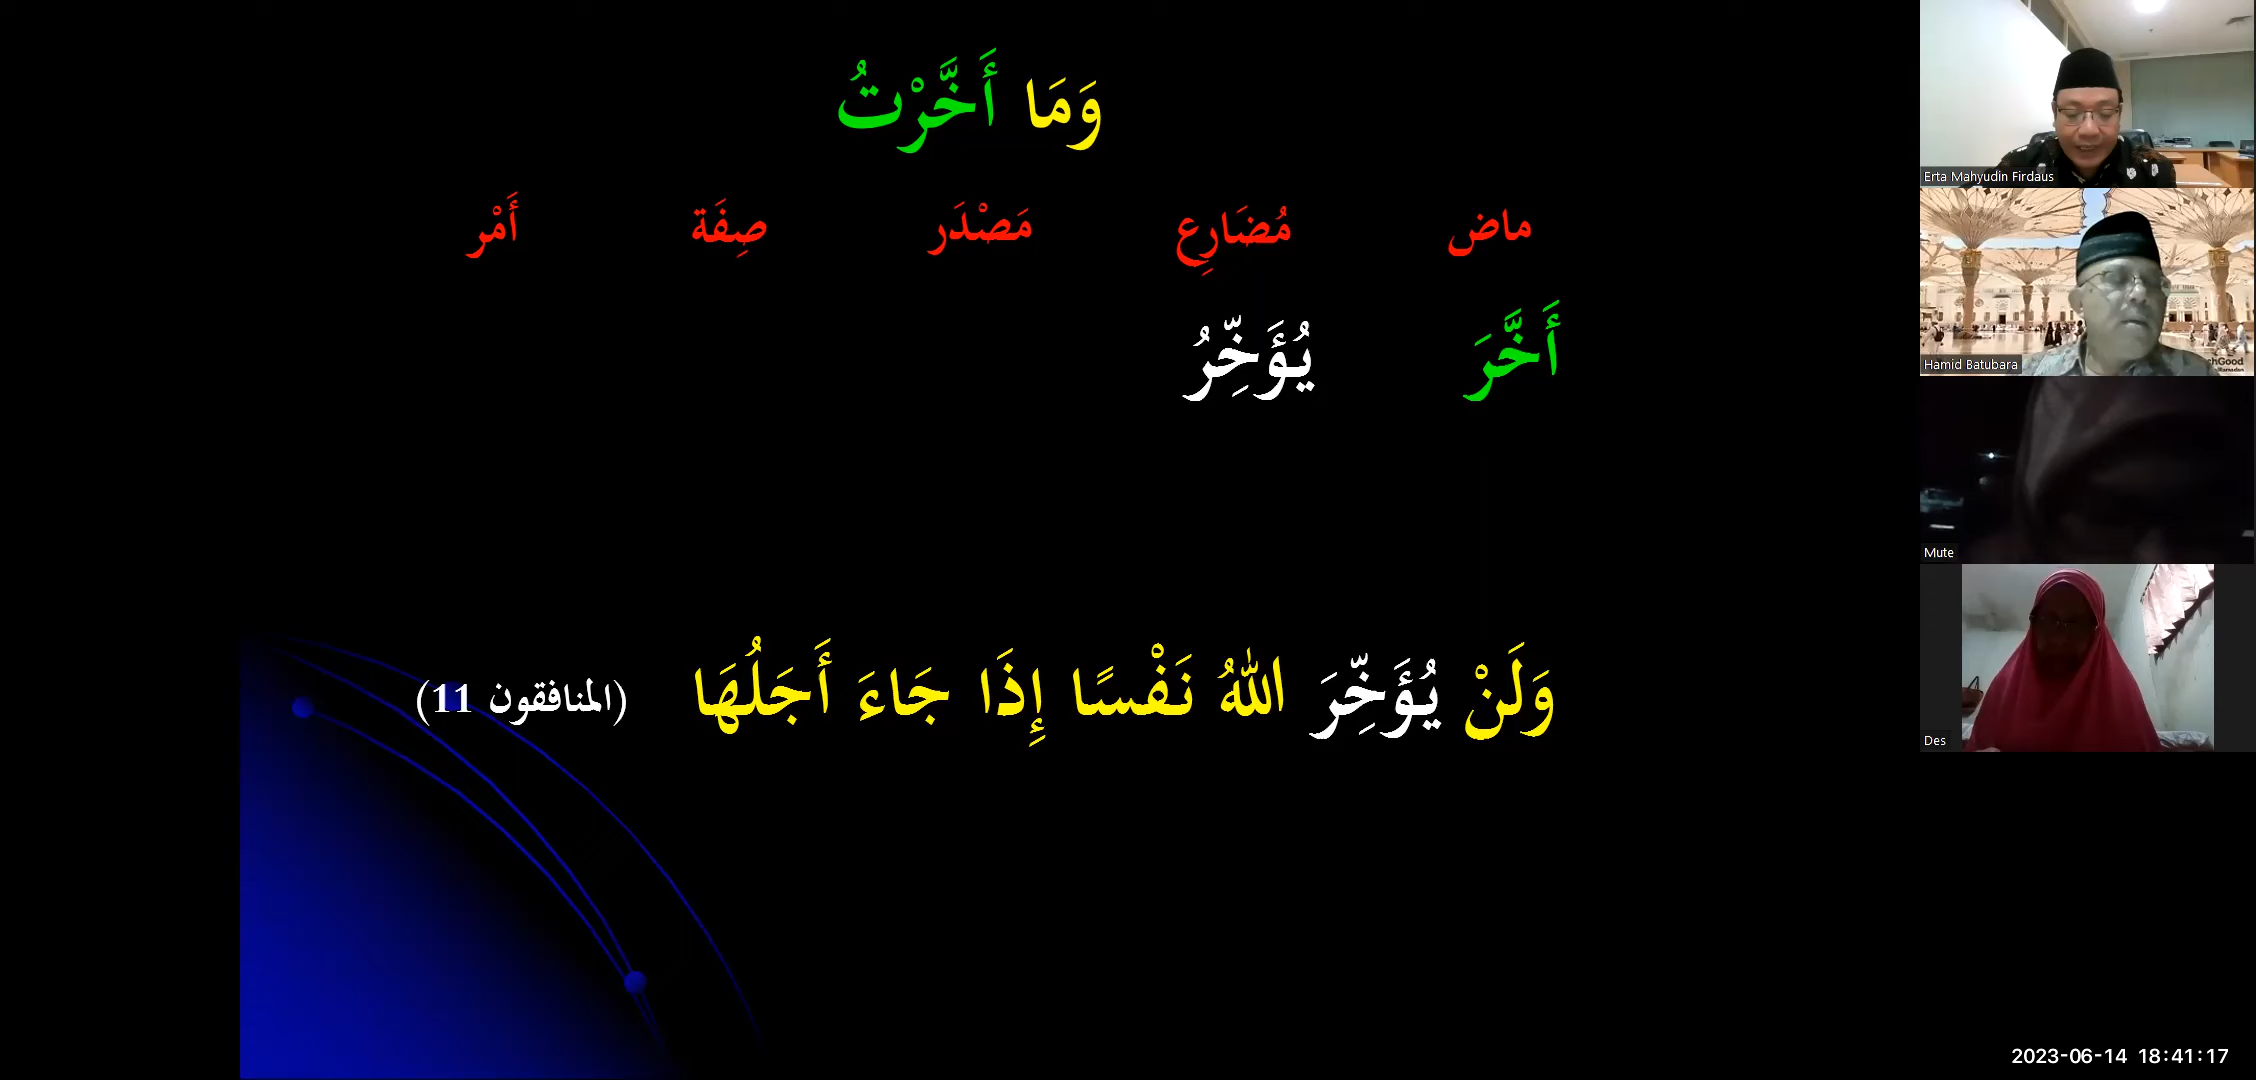 وَمَا أَخَّرْتُ
ماض مُضَارِع مَصْدَر صِفَة أَمْر
أَخَّرَ يُؤَخِّرُ
وَلَنْ يُؤَخِّرَ اللهُ نَفْسًا إِذَا جَاءَ أَجَلُهَا (المنافقون 11)
Erta Mahyudin Firdaus
Hamid Batubara
Mute
Des
2023-06-14 18:41:17